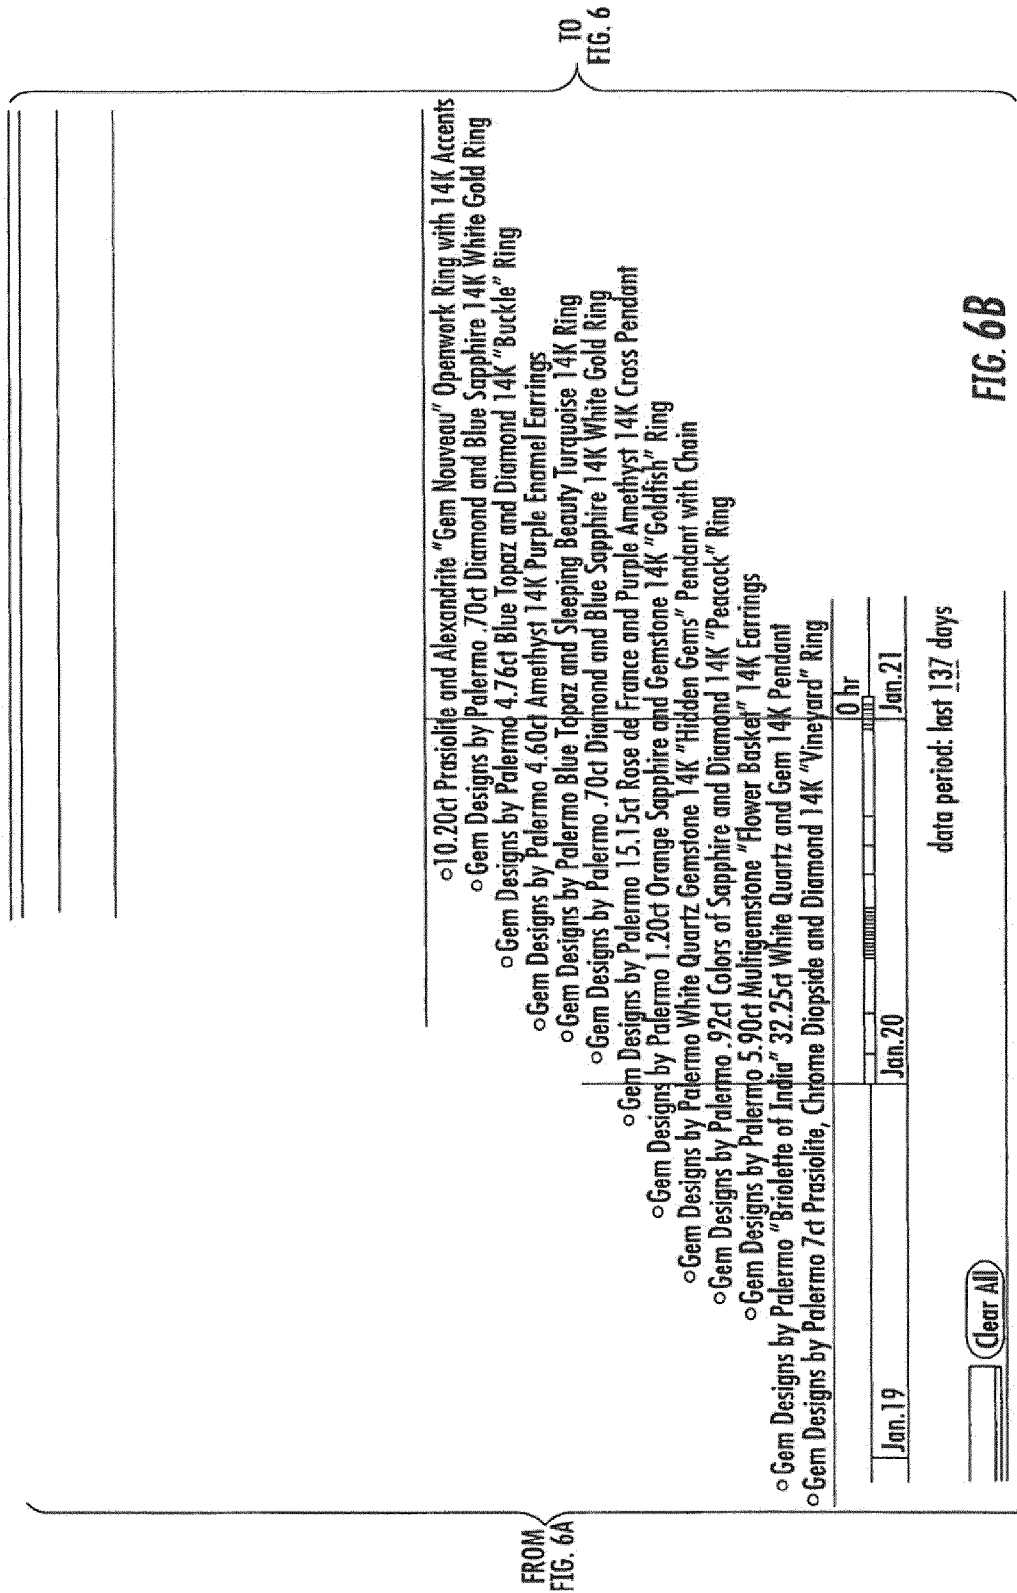 FROM
FIG. 6A
TO
FIG. 6
○10.20ct Prasiolite and Alexandrite "Gem Nouveau" Openwork Ring with 14K Accents
○Gem Designs by Palermo .70ct Diamond and Blue Sapphire 14K White Gold Ring
○Gem Designs by Palermo 4.76ct Blue Topaz and Diamond 14K "Buckle" Ring
○Gem Designs by Palermo 4.60ct Amethyst 14K Purple Enamel Earrings
○Gem Designs by Palermo Blue Topaz and Sleeping Beauty Turquoise 14K Ring
○Gem Designs by Palermo .70ct Diamond and Blue Sapphire 14K White Gold Ring
○Gem Designs by Palermo 15.15ct Rose de France and Purple Amethyst 14K Cross Pendant
○Gem Designs by Palermo 1.20ct Orange Sapphire and Gemstone 14K "Goldfish" Ring
○Gem Designs by Palermo White Quartz Gemstone 14K "Hidden Gems" Pendant with Chain
○Gem Designs by Palermo .92ct Colors of Sapphire and Diamond 14K "Peacock" Ring
○Gem Designs by Palermo 5.90ct Multigemstone "Flower Basket" 14K Earrings
○Gem Designs by Palermo "Briolette of India" 32.25ct White Quartz and Gem 14K Pendant
○Gem Designs by Palermo 7ct Prasiolite, Chrome Diopside and Diamond 14K "Vineyard" Ring
0 hr
Jan.19 Jan.20 Jan.21
data period: last 137 days
Clear All
FIG. 6B